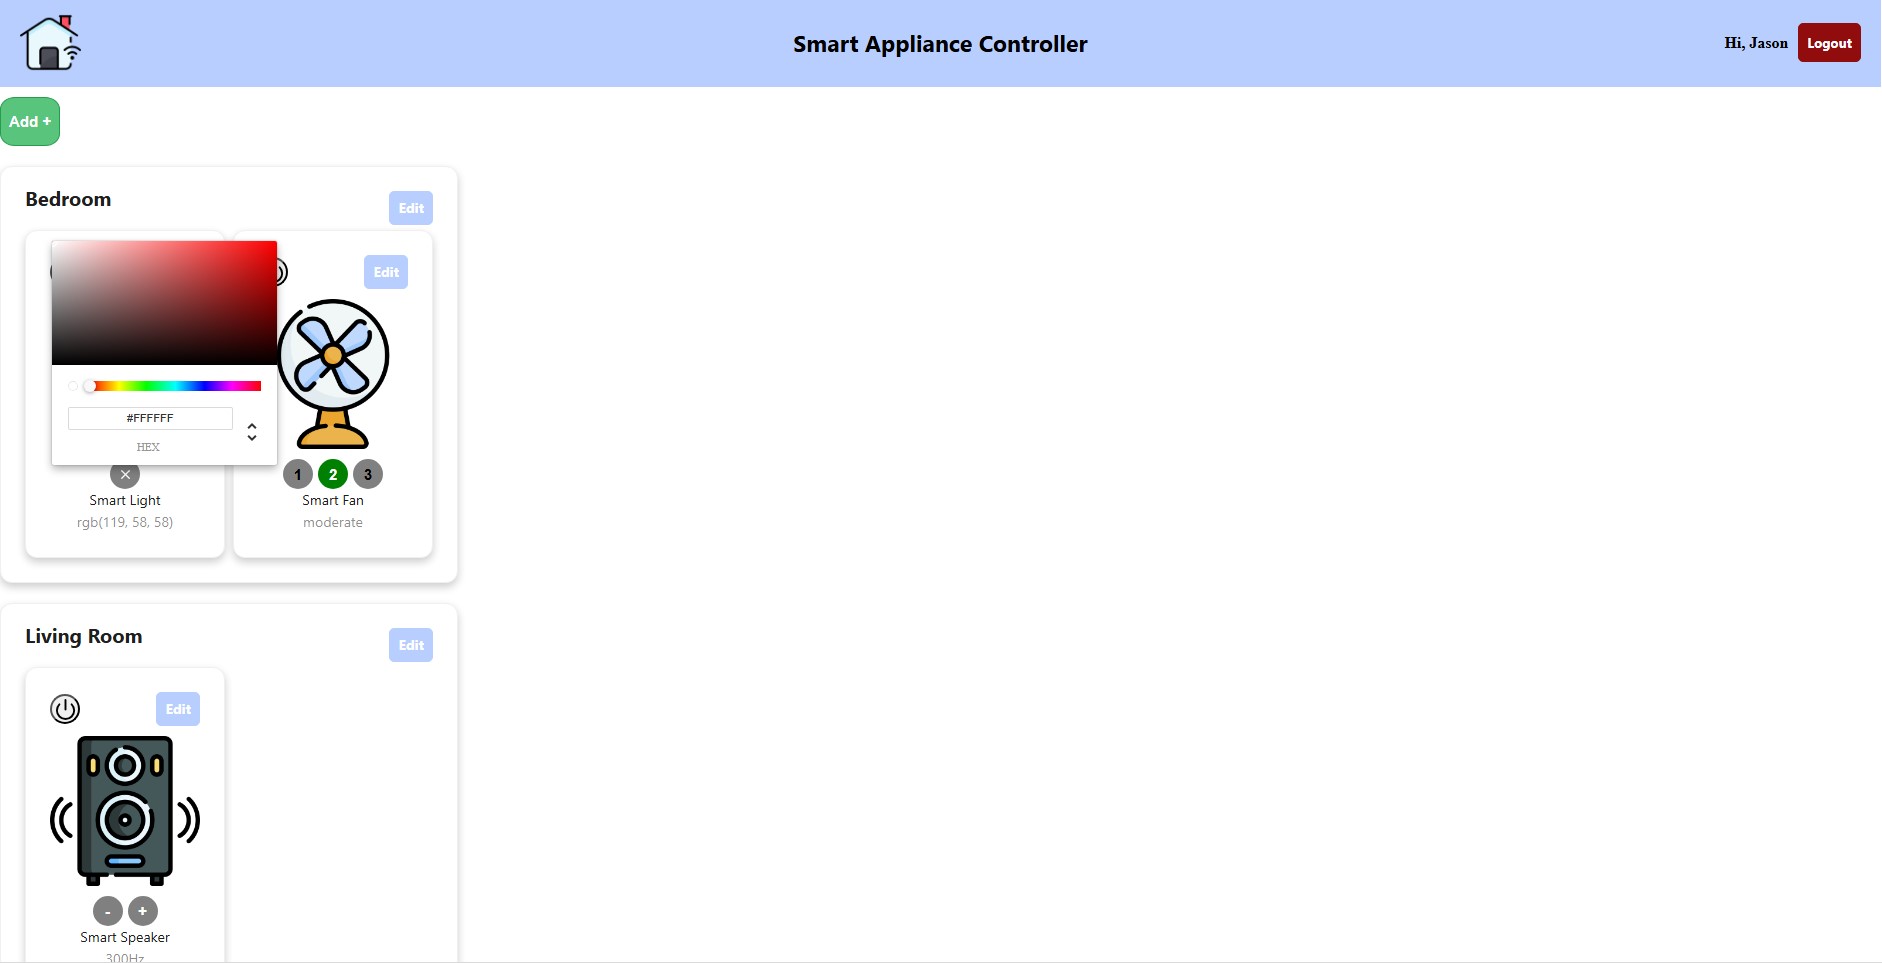 Smart Appliance Controller
Hi, Jason
Logout
Add +
Bedroom
Edit
Edit
#FFFFFF
HEX
×
Smart Light
rgb(119, 58, 58)
1 2 3
Smart Fan
moderate
Living Room
Edit
Edit
- +
Smart Speaker
300Hz